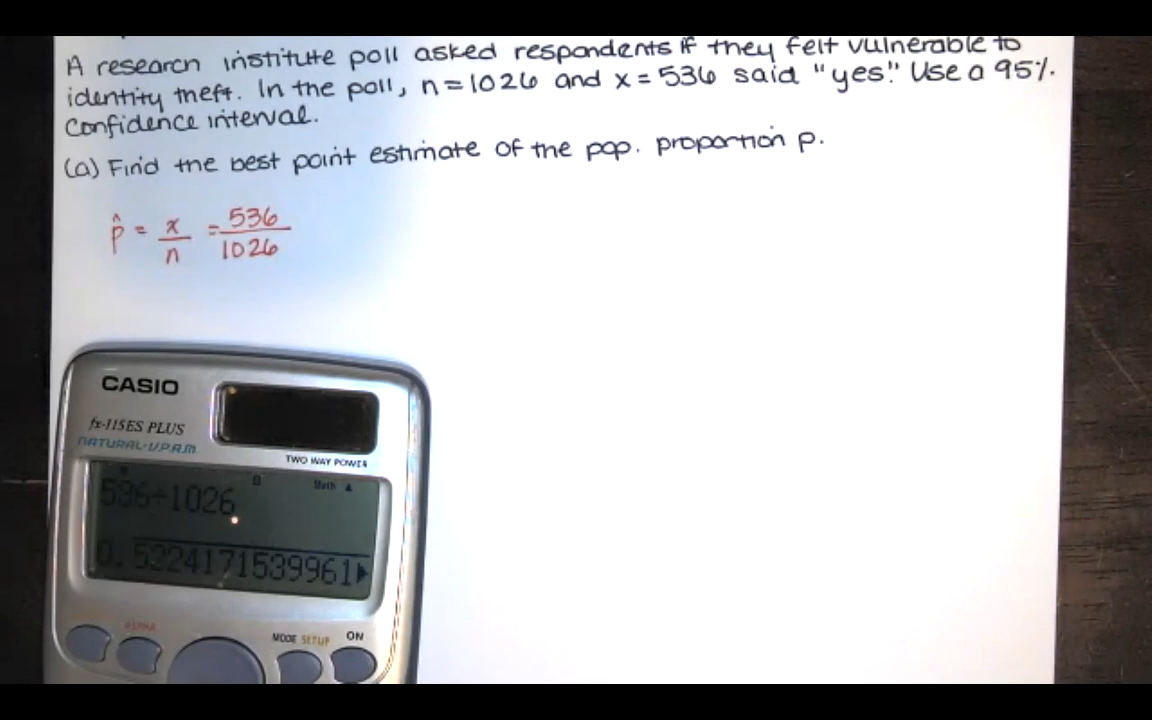 A research institute poll asked respondents if they felt vulnerable to
identity theft. In the poll, n=1026 and x=536 said "yes." Use a 95%
confidence interval.
(a) Find the best point estimate of the pop. proportion p.
p̂ = x/n = 536/1026
CASIO
fx-115ES PLUS
NATURAL-V.P.A.M.
TWO WAY POWER
Math ▲
536÷1026
0.5224171539961
ALPHA
MODE SETUP ON